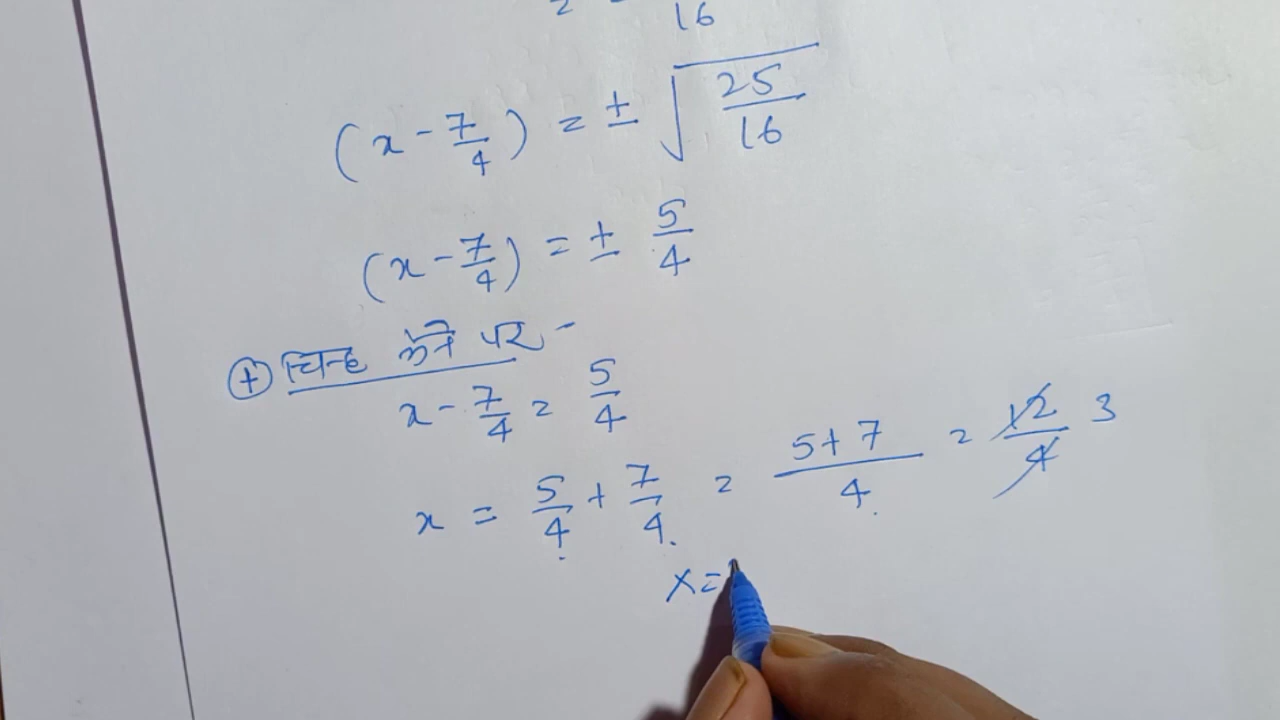 = 16
(x - 7/4) = ± √25/16
(x - 7/4) = ± 5/4
(+) चिन्ह लेने पर -
x - 7/4 = 5/4
x = 5/4 + 7/4 = 5+7/4 = 12/4 3
x=